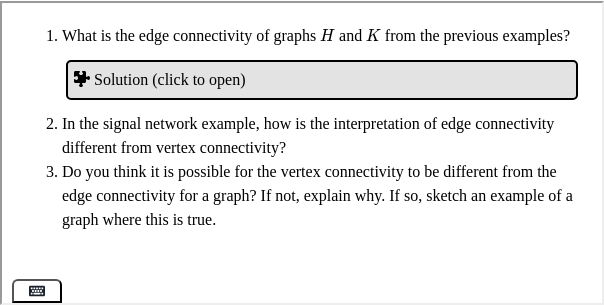 1. What is the edge connectivity of graphs H and K from the previous examples?
Solution (click to open)
2. In the signal network example, how is the interpretation of edge connectivity
different from vertex connectivity?
3. Do you think it is possible for the vertex connectivity to be different from the
edge connectivity for a graph? If not, explain why. If so, sketch an example of a
graph where this is true.